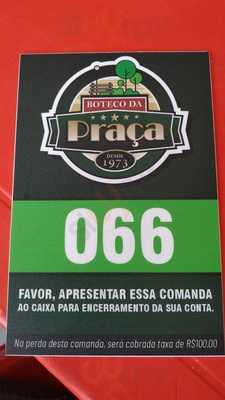 BOTECO DA
Praça
DESDE
1973
066
FAVOR, APRESENTAR ESSA COMANDA
AO CAIXA PARA ENCERRAMENTO DA SUA CONTA.
Na perda desta comanda, será cobrada taxa de R$100,00